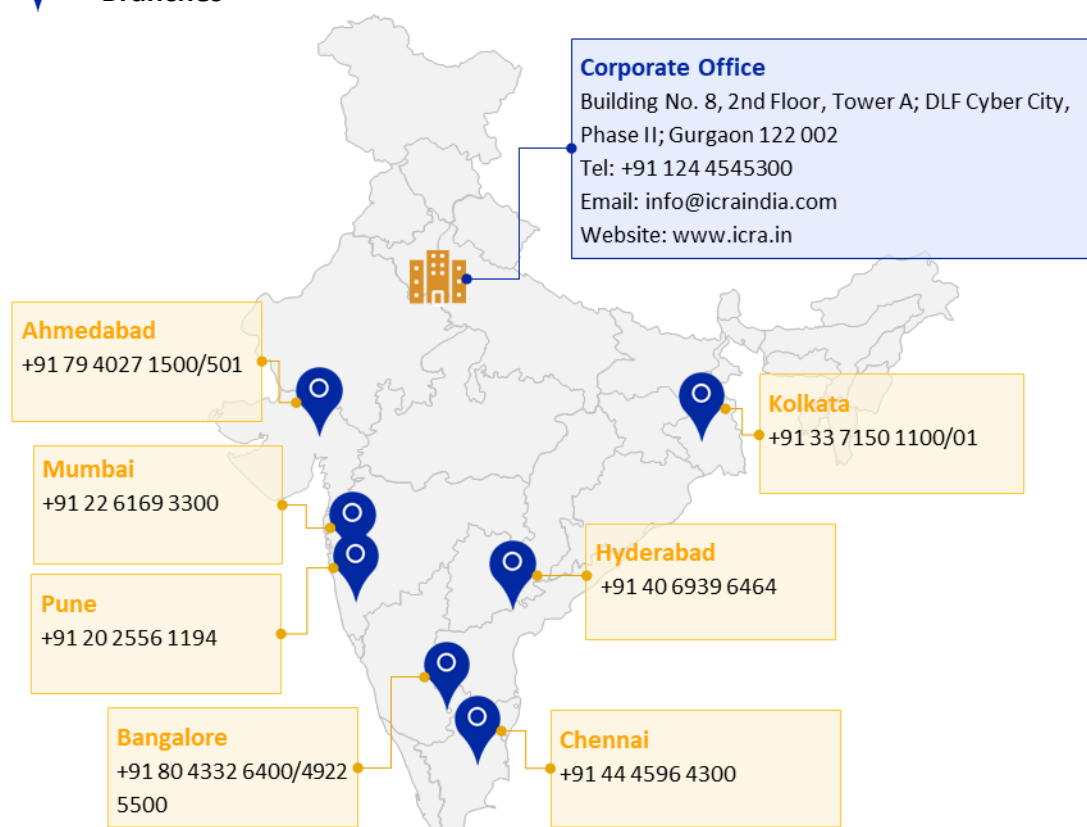 Branches
Corporate Office
Building No. 8, 2nd Floor, Tower A; DLF Cyber City,
Phase II; Gurgaon 122 002
Tel: +91 124 4545300
Email: info@icraindia.com
Website: www.icra.in
Ahmedabad
+91 79 4027 1500/501
Kolkata
+91 33 7150 1100/01
Mumbai
+91 22 6169 3300
Hyderabad
+91 40 6939 6464
Pune
+91 20 2556 1194
Bangalore
+91 80 4332 6400/4922
5500
Chennai
+91 44 4596 4300